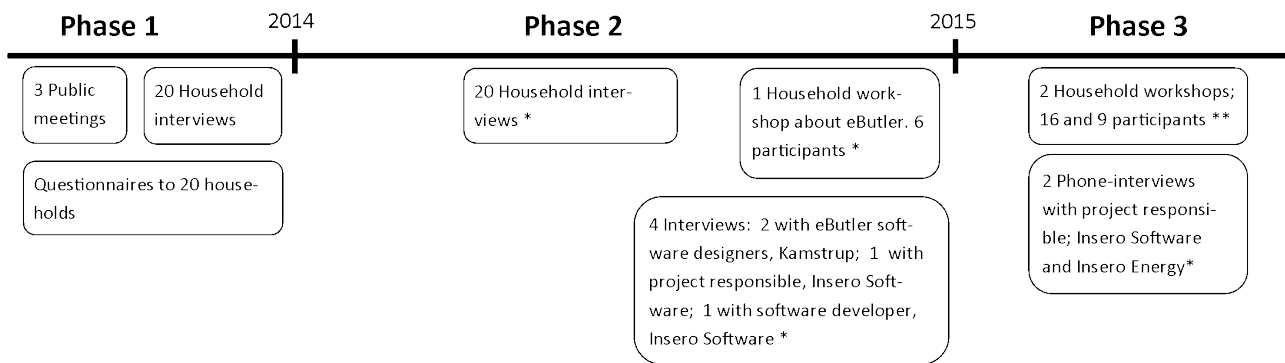 Phase 1
2014
Phase 2
2015
Phase 3
3 Public
meetings
20 Household
interviews
Questionnaires to 20 house-
holds
20 Household inter-
views *
1 Household work-
shop about eButler. 6
participants *
4 Interviews: 2 with eButler soft-
ware designers, Kamstrup; 1 with
project responsible, Insero Soft-
ware; 1 with software developer,
Insero Software *
2 Household workshops;
16 and 9 participants **
2 Phone-interviews
with project responsi-
ble; Insero Software
and Insero Energy*